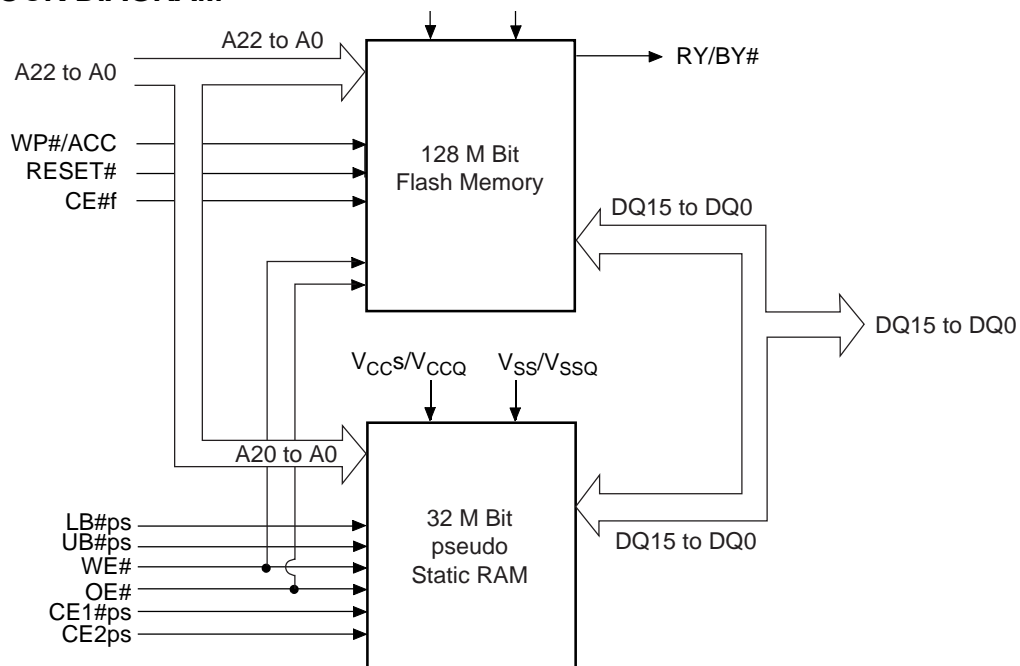 A22 to A0
A22 to A0
RY/BY#
WP#/ACC
RESET#
CE#f
128 M Bit
Flash Memory
DQ15 to DQ0
DQ15 to DQ0
VCCs/VCCQ
VSS/VSSQ
A20 to A0
LB#ps
UB#ps
WE#
OE#
CE1#ps
CE2ps
32 M Bit
pseudo
Static RAM
DQ15 to DQ0